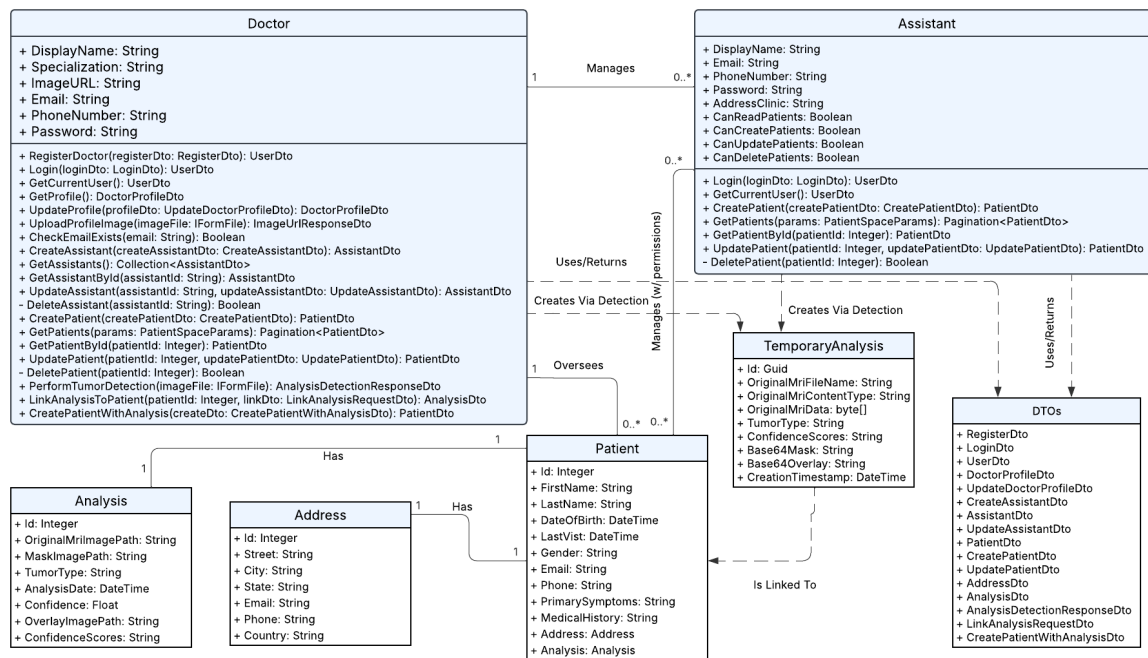 Doctor
+ DisplayName: String
+ Specialization: String
+ ImageURL: String
+ Email: String
+ PhoneNumber: String
+ Password: String
+ RegisterDoctor(registerDto: RegisterDto): UserDto
+ Login(loginDto: LoginDto): UserDto
+ GetCurrentUser(): UserDto
+ GetProfile(): DoctorProfileDto
+ UpdateProfile(profileDto: UpdateDoctorProfileDto): DoctorProfileDto
+ UploadProfileImage(imageFile: IFormFile): ImageUrlResponseDto
+ CheckEmailExists(email: String): Boolean
+ CreateAssistant(createAssistantDto: CreateAssistantDto): AssistantDto
+ GetAssistants(): Collection<AssistantDto>
+ GetAssistantById(assistantId: String): AssistantDto
+ UpdateAssistant(assistantId: String, updateAssistantDto: UpdateAssistantDto): AssistantDto
- DeleteAssistant(assistantId: String): Boolean
+ CreatePatient(createPatientDto: CreatePatientDto): PatientDto
+ GetPatients(params: PatientSpaceParams): Pagination<PatientDto>
+ GetPatientById(patientId: Integer): PatientDto
+ UpdatePatient(patientId: Integer, updatePatientDto: UpdatePatientDto): PatientDto
- DeletePatient(patientId: Integer): Boolean
+ PerformTumorDetection(imageFile: IFormFile): AnalysisDetectionResponseDto
+ LinkAnalysisToPatient(patientId: Integer, linkDto: LinkAnalysisRequestDto): AnalysisDto
+ CreatePatientWithAnalysis(createDto: CreatePatientWithAnalysisDto): PatientDto
1
Manages
0..*
Assistant
+ DisplayName: String
+ Email: String
+ PhoneNumber: String
+ Password: String
+ AddressClinic: String
+ CanReadPatients: Boolean
+ CanCreatePatients: Boolean
+ CanUpdatePatients: Boolean
+ CanDeletePatients: Boolean
+ Login(loginDto: LoginDto): UserDto
+ GetCurrentUser(): UserDto
+ CreatePatient(createPatientDto: CreatePatientDto): PatientDto
+ GetPatients(params: PatientSpaceParams): Pagination<PatientDto>
+ GetPatientById(patientId: Integer): PatientDto
+ UpdatePatient(patientId: Integer, updatePatientDto: UpdatePatientDto): PatientDto
- DeletePatient(patientId: Integer): Boolean
0..*
Manages (w/ permissions)
0..*
Uses/Returns
Creates Via Detection
Creates Via Detection
Uses/Returns
1
Oversees
0..*
TemporaryAnalysis
+ Id: Guid
+ OriginalMriFileName: String
+ OriginalMriContentType: String
+ OriginalMriData: byte[]
+ TumorType: String
+ ConfidenceScores: String
+ Base64Mask: String
+ Base64Overlay: String
+ CreationTimestamp: DateTime
Is Linked To
DTOs
+ RegisterDto
+ LoginDto
+ UserDto
+ DoctorProfileDto
+ UpdateDoctorProfileDto
+ CreateAssistantDto
+ AssistantDto
+ UpdateAssistantDto
+ PatientDto
+ CreatePatientDto
+ UpdatePatientDto
+ AddressDto
+ AnalysisDto
+ AnalysisDetectionResponseDto
+ LinkAnalysisRequestDto
+ CreatePatientWithAnalysisDto
1
Has
1
Analysis
+ Id: Integer
+ OriginalMriImagePath: String
+ MaskImagePath: String
+ TumorType: String
+ AnalysisDate: DateTime
+ Confidence: Float
+ OverlayImagePath: String
+ ConfidenceScores: String
Address
+ Id: Integer
+ Street: String
+ City: String
+ State: String
+ Email: String
+ Phone: String
+ Country: String
1
Has
1
Patient
+ Id: Integer
+ FirstName: String
+ LastName: String
+ DateOfBirth: DateTime
+ LastVist: DateTime
+ Gender: String
+ Email: String
+ Phone: String
+ PrimarySymptoms: String
+ MedicalHistory: String
+ Address: Address
+ Analysis: Analysis